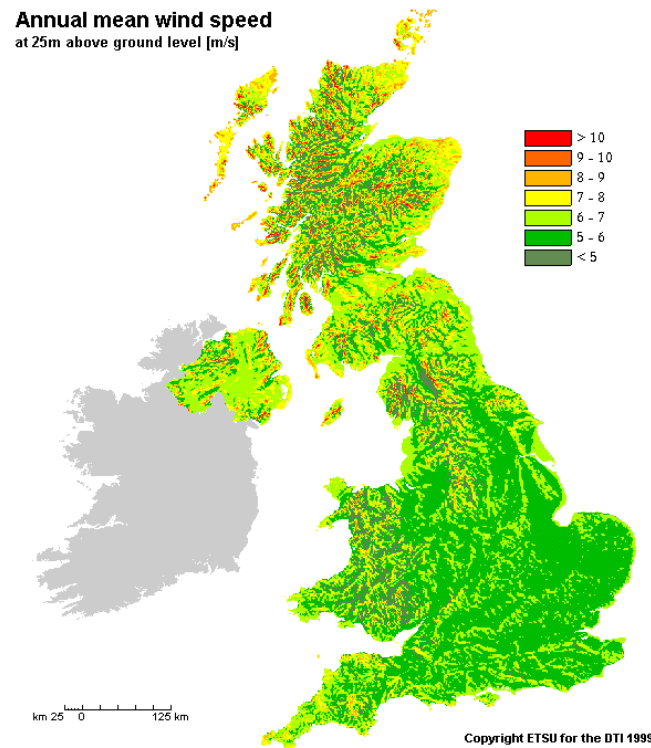 Annual mean wind speed
at 25m above ground level [m/s]
> 10
9 - 10
8 - 9
7 - 8
6 - 7
5 - 6
< 5
km 25 0 125 km
Copyright ETSU for the DTI 1999